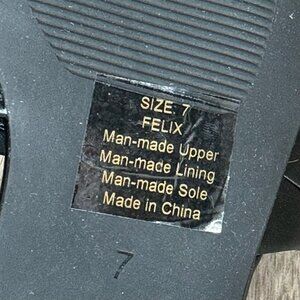 SIZE: 7
FELIX
Man-made Upper
Man-made Lining
Man-made Sole
Made in China
7